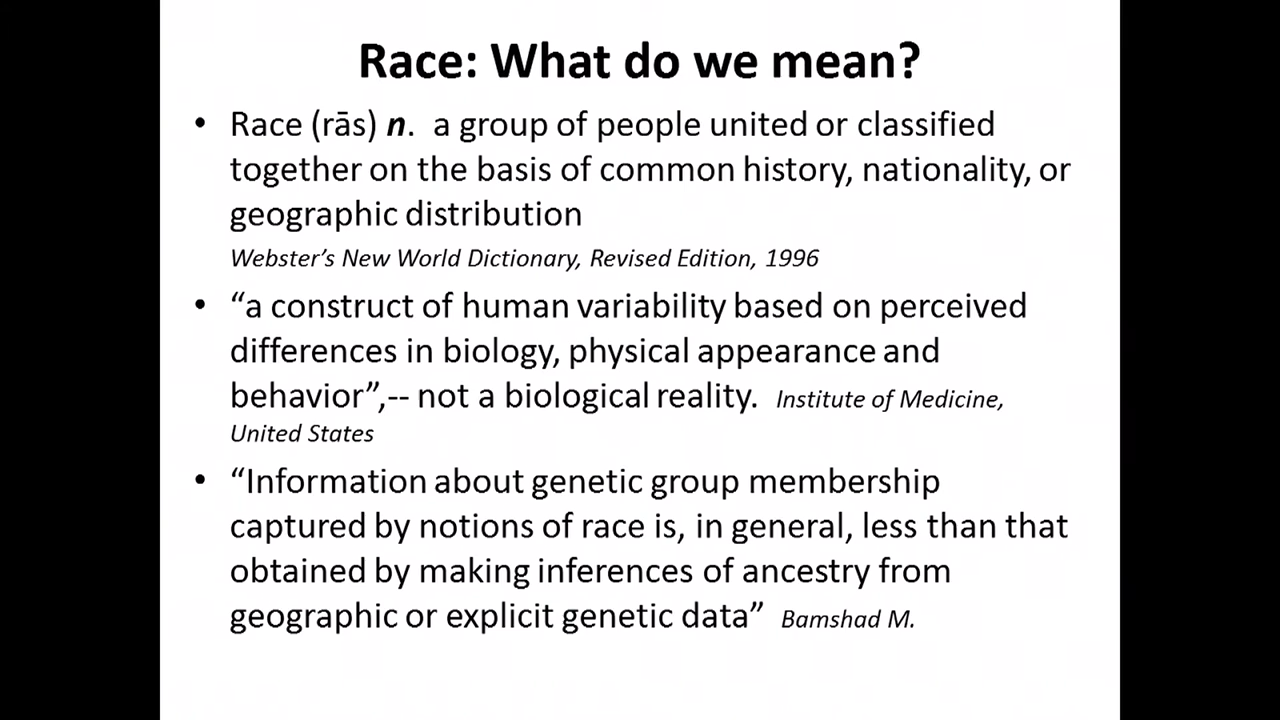 Race: What do we mean?
• Race (rās) n. a group of people united or classified
together on the basis of common history, nationality, or
geographic distribution
Webster’s New World Dictionary, Revised Edition, 1996
• “a construct of human variability based on perceived
differences in biology, physical appearance and
behavior”,-- not a biological reality. Institute of Medicine,
United States
• “Information about genetic group membership
captured by notions of race is, in general, less than that
obtained by making inferences of ancestry from
geographic or explicit genetic data” Bamshad M.